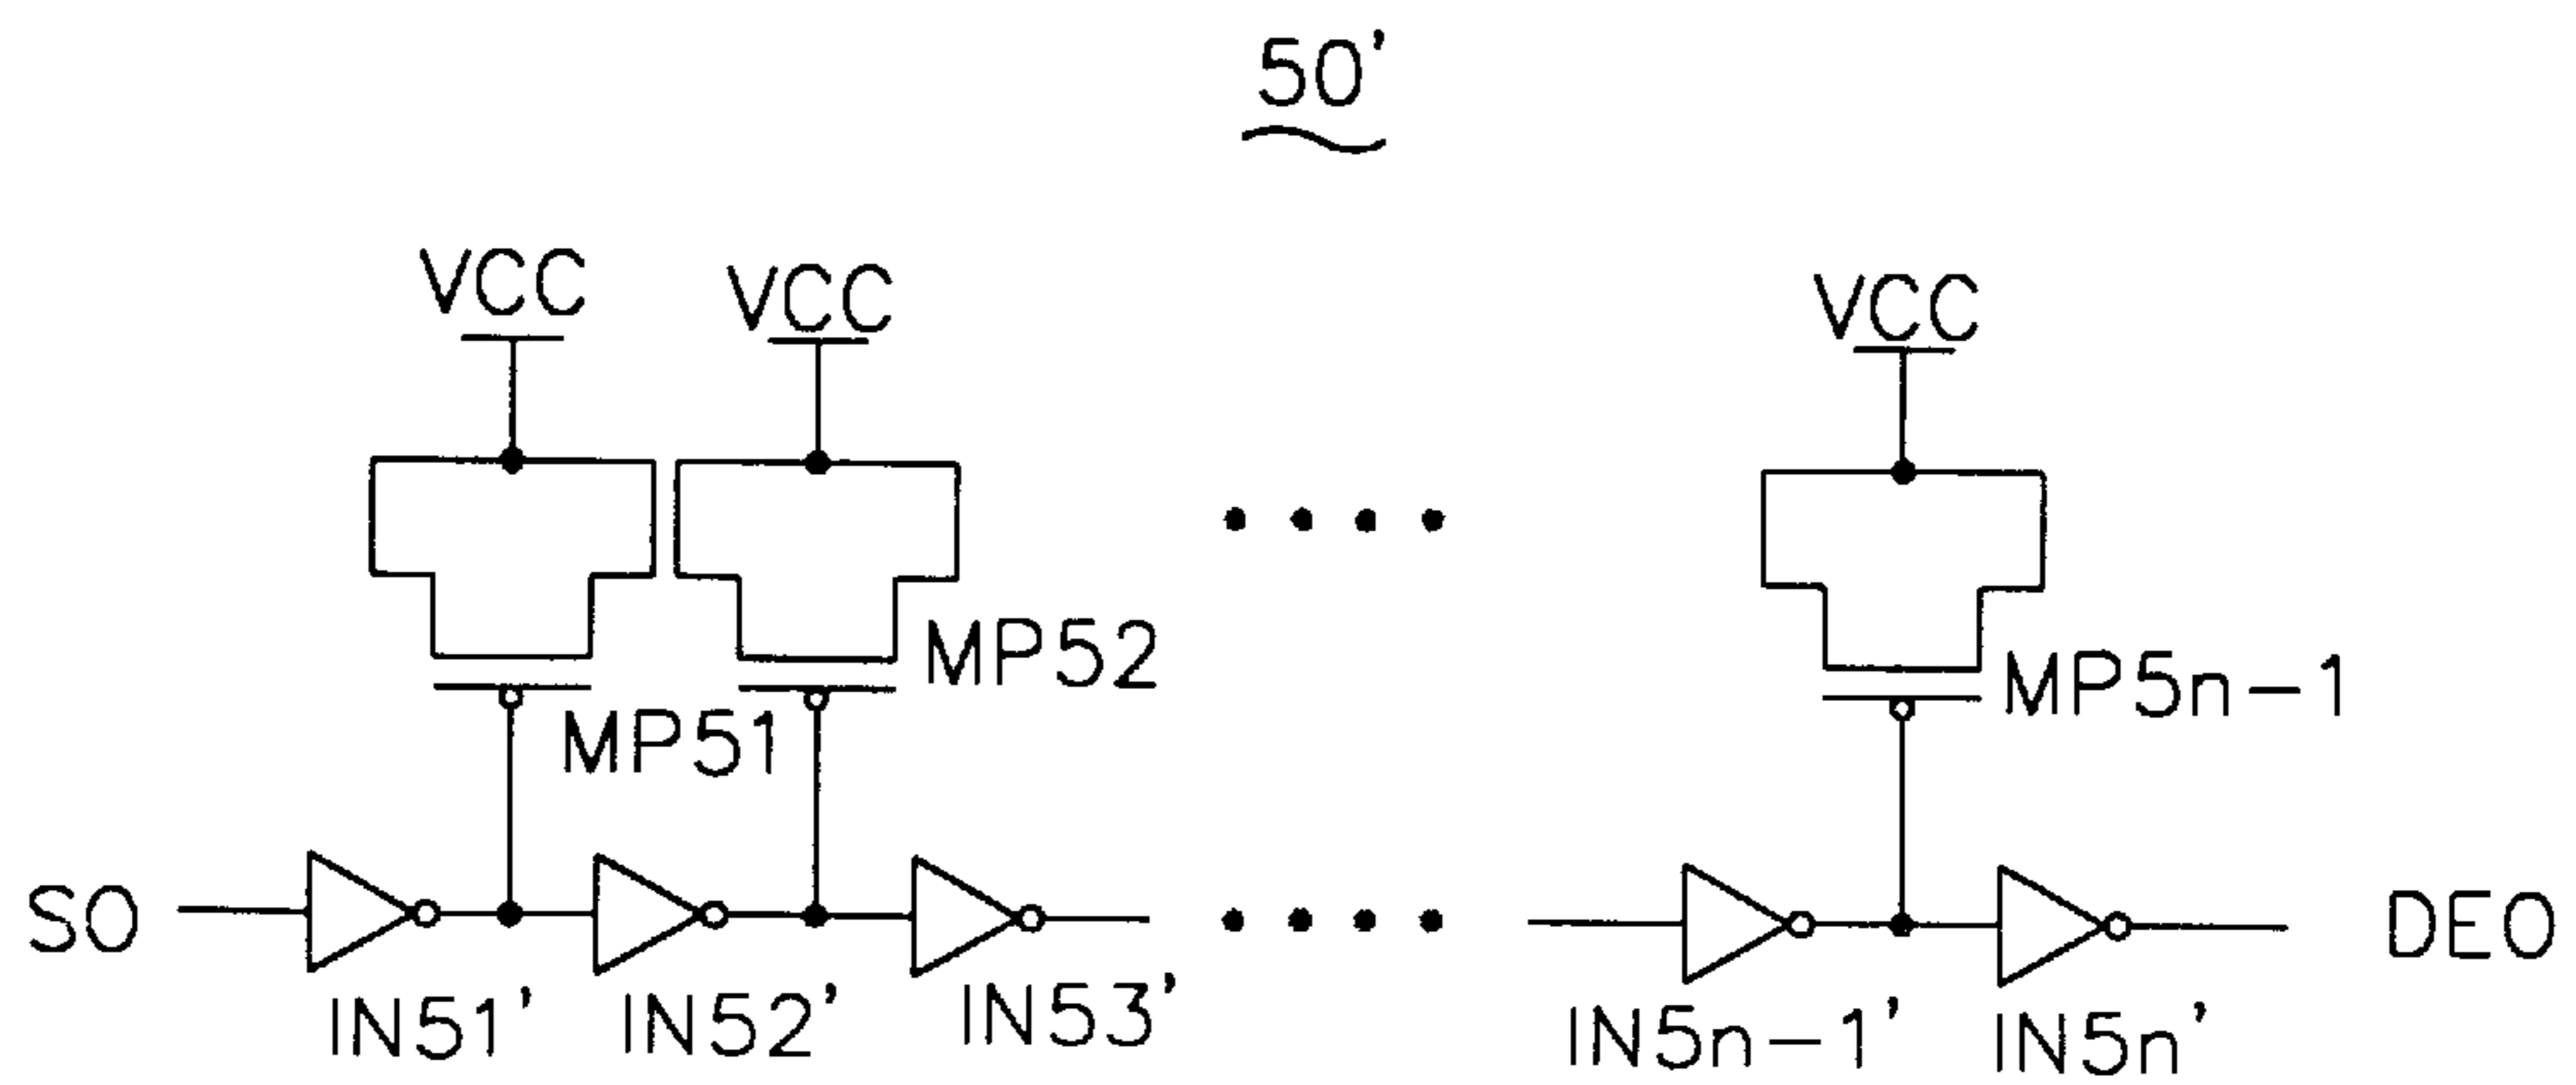 50'
VCC
VCC
VCC
MP52
MP5n-1
MP51
SO
DEO
IN51'
IN52'
IN53'
IN5n-1'
IN5n'